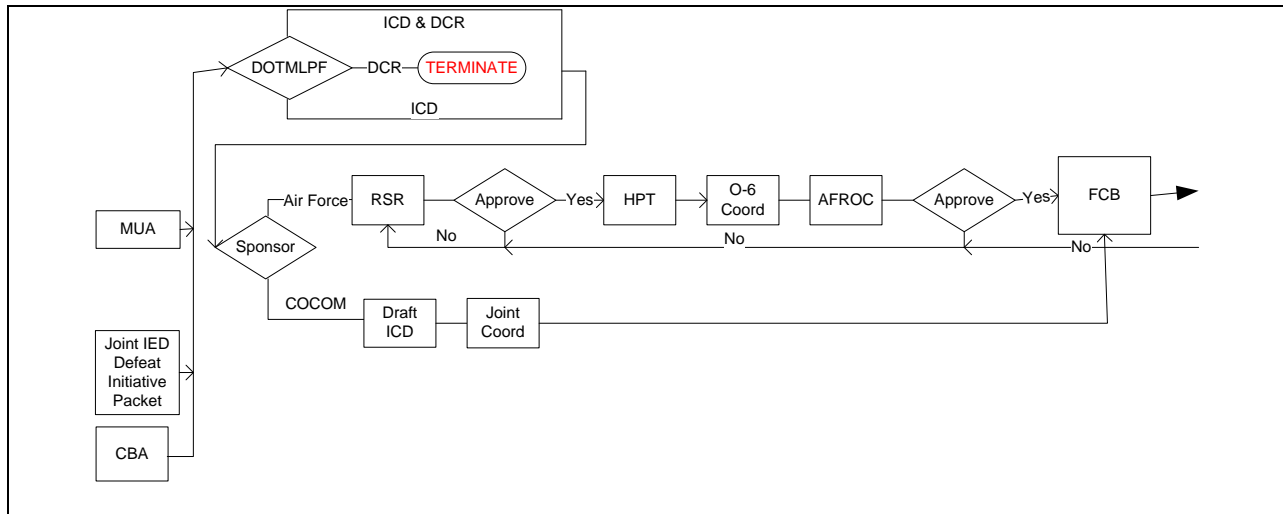 ICD & DCR
DOTMLPF
DCR
TERMINATE
ICD
Air Force
RSR
Approve
Yes
HPT
O-6
Coord
AFROC
Approve
Yes
FCB
MUA
Sponsor
No
No
No
COCOM
Draft
ICD
Joint
Coord
Joint IED
Defeat
Initiative
Packet
CBA